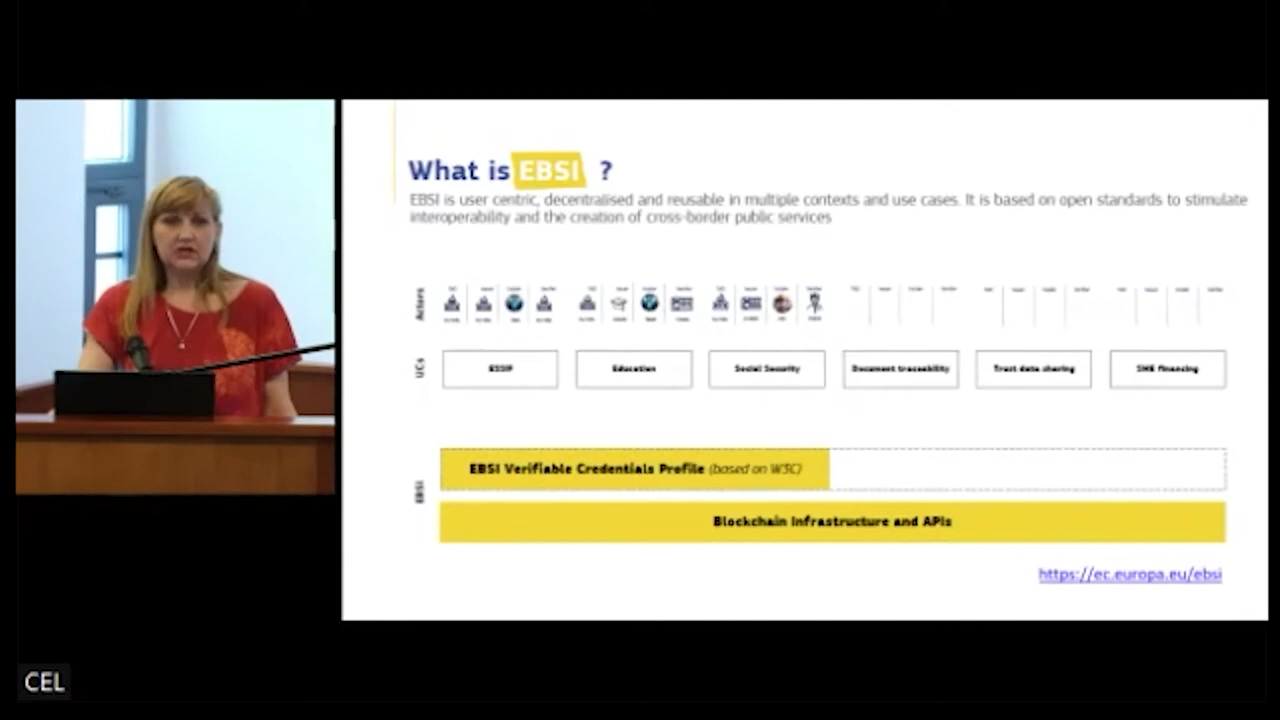 What is EBSI ?
EBSI is user centric, decentralised and reusable in multiple contexts and use cases. It is based on open standards to stimulate
interoperability and the creation of cross-border public services
Actors
UCs
ESSIF
Education
Social Security
Document traceability
Trust data sharing
SME financing
EBSI
EBSI Verifiable Credentials Profile (based on W3C)
Blockchain Infrastructure and APIs
https://ec.europa.eu/ebsi
CEL